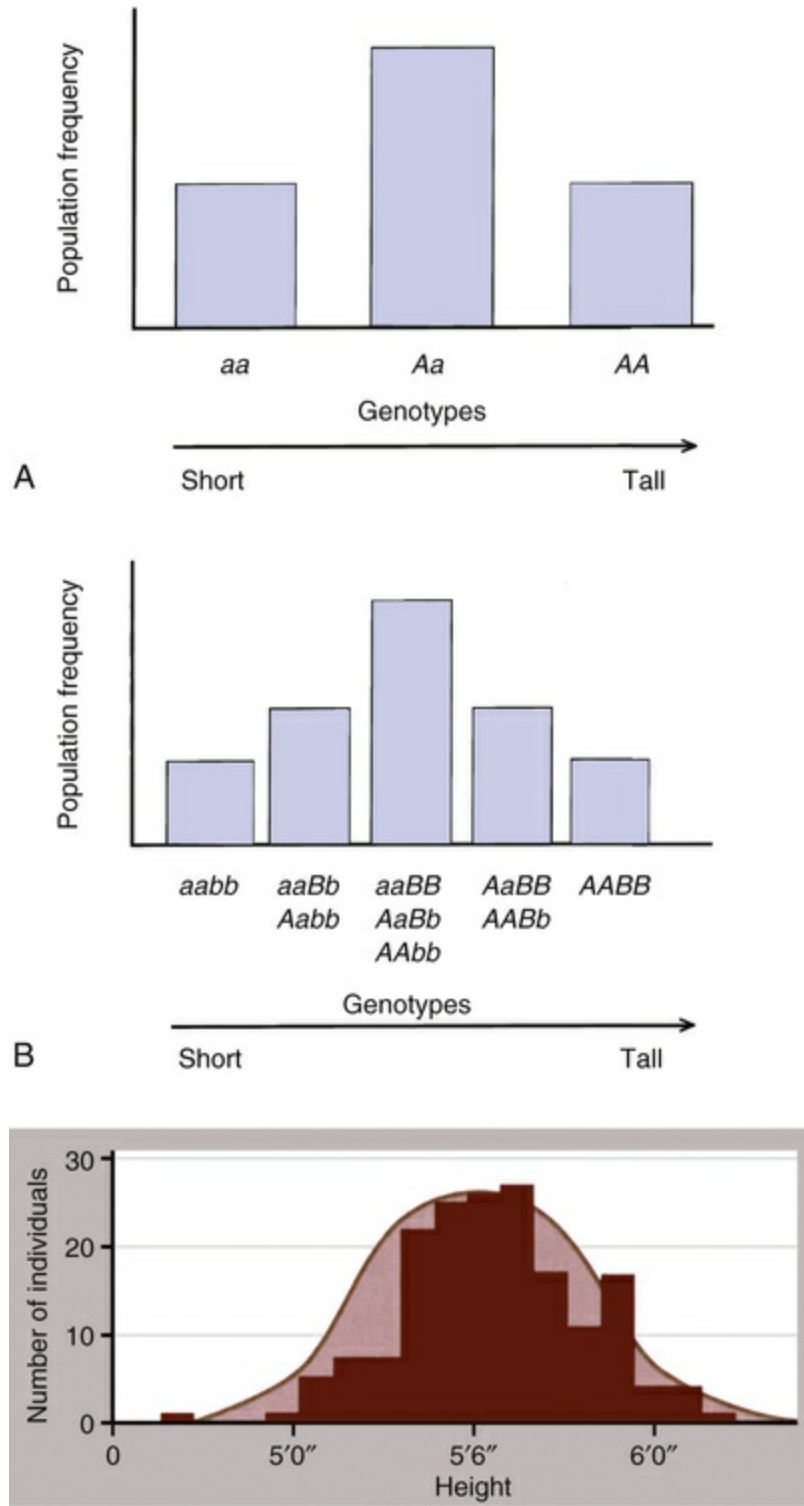 Population frequency
aa Aa AA
Genotypes
A
Short Tall
Population frequency
aabb aaBb aaBB AaBB AABB
Aabb AaBb AABb
AAbb
Genotypes
B
Short Tall
Number of individuals
30
20
10
0
0 5′0″ 5′6″ 6′0″
Height